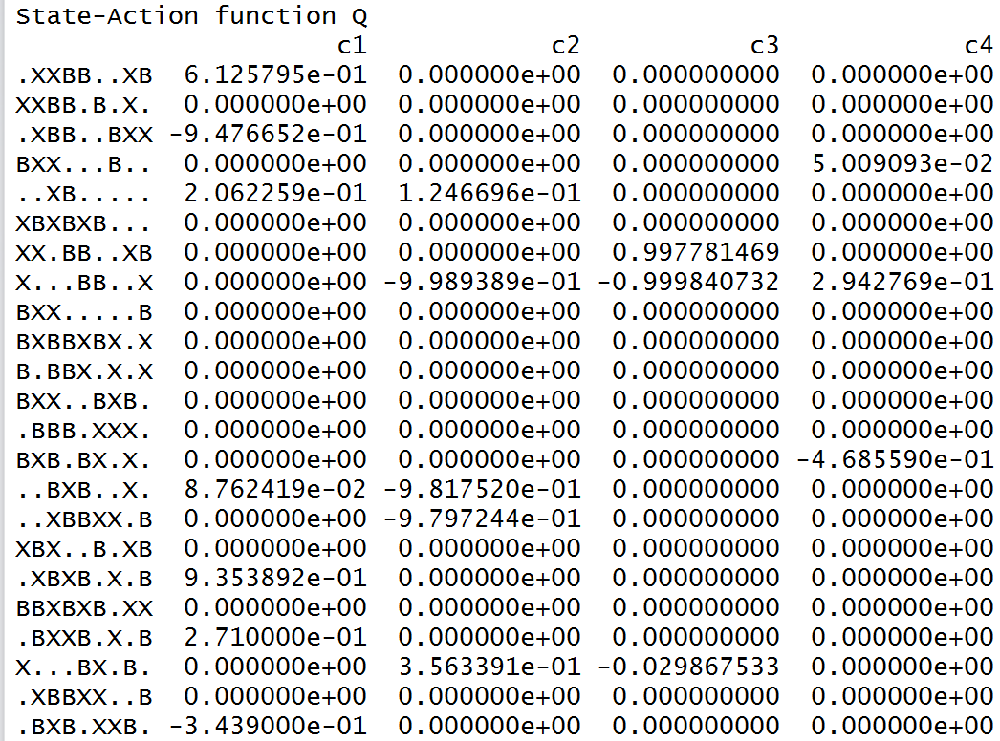 State-Action function Q
c1 c2 c3 c4
.XXBB..XB 6.125795e-01 0.000000e+00 0.000000000 0.000000e+00
XXBB.B.X. 0.000000e+00 0.000000e+00 0.000000000 0.000000e+00
.XBB..BXX -9.476652e-01 0.000000e+00 0.000000000 0.000000e+00
BXX...B.. 0.000000e+00 0.000000e+00 0.000000000 5.009093e-02
..XB..... 2.062259e-01 1.246696e-01 0.000000000 0.000000e+00
XBXBXB... 0.000000e+00 0.000000e+00 0.000000000 0.000000e+00
XX.BB..XB 0.000000e+00 0.000000e+00 0.997781469 0.000000e+00
X...BB..X 0.000000e+00 -9.989389e-01 -0.999840732 2.942769e-01
BXX.....B 0.000000e+00 0.000000e+00 0.000000000 0.000000e+00
BXBBXBX.X 0.000000e+00 0.000000e+00 0.000000000 0.000000e+00
B.BBX.X.X 0.000000e+00 0.000000e+00 0.000000000 0.000000e+00
BXX..BXB. 0.000000e+00 0.000000e+00 0.000000000 0.000000e+00
.BBB.XXX. 0.000000e+00 0.000000e+00 0.000000000 0.000000e+00
BXB.BX.X. 0.000000e+00 0.000000e+00 0.000000000 -4.685590e-01
..BXB..X. 8.762419e-02 -9.817520e-01 0.000000000 0.000000e+00
..XBBXX.B 0.000000e+00 -9.797244e-01 0.000000000 0.000000e+00
XBX..B.XB 0.000000e+00 0.000000e+00 0.000000000 0.000000e+00
.XBXB.X.B 9.353892e-01 0.000000e+00 0.000000000 0.000000e+00
BBXBXB.XX 0.000000e+00 0.000000e+00 0.000000000 0.000000e+00
.BXXB.X.B 2.710000e-01 0.000000e+00 0.000000000 0.000000e+00
X...BX.B. 0.000000e+00 3.563391e-01 -0.029867533 0.000000e+00
.XBBXX..B 0.000000e+00 0.000000e+00 0.000000000 0.000000e+00
.BXB.XXB. -3.439000e-01 0.000000e+00 0.000000000 0.000000e+00